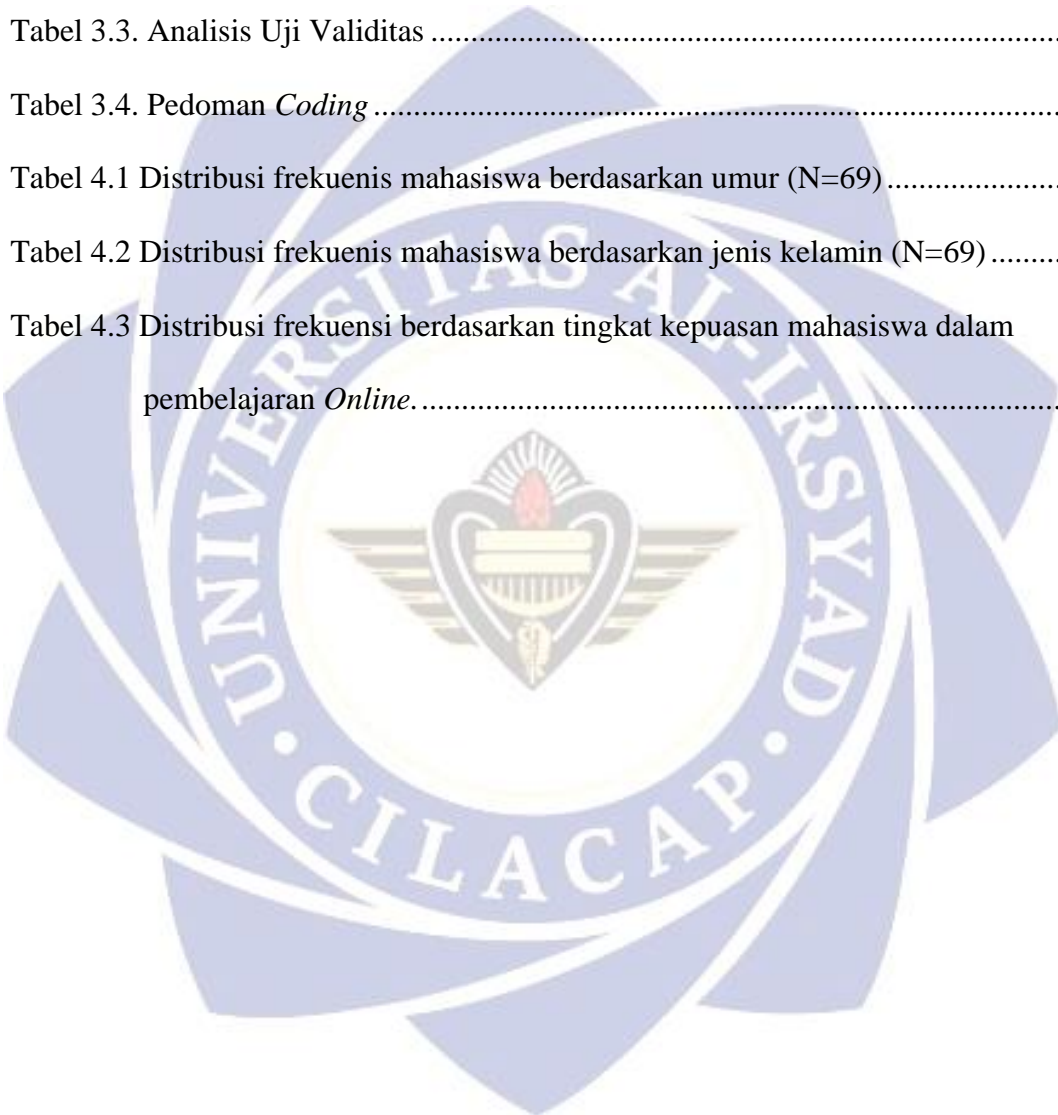 Tabel 3.3. Analisis Uji Validitas ....................................................................................
Tabel 3.4. Pedoman Coding ...........................................................................................
Tabel 4.1 Distribusi frekuenis mahasiswa berdasarkan umur (N=69) ......................
Tabel 4.2 Distribusi frekuenis mahasiswa berdasarkan jenis kelamin (N=69) .........
Tabel 4.3 Distribusi frekuensi berdasarkan tingkat kepuasan mahasiswa dalam
pembelajaran Online. ..................................................................................
UNIVERSITAS AL-IRSYAD
• CILACAP •